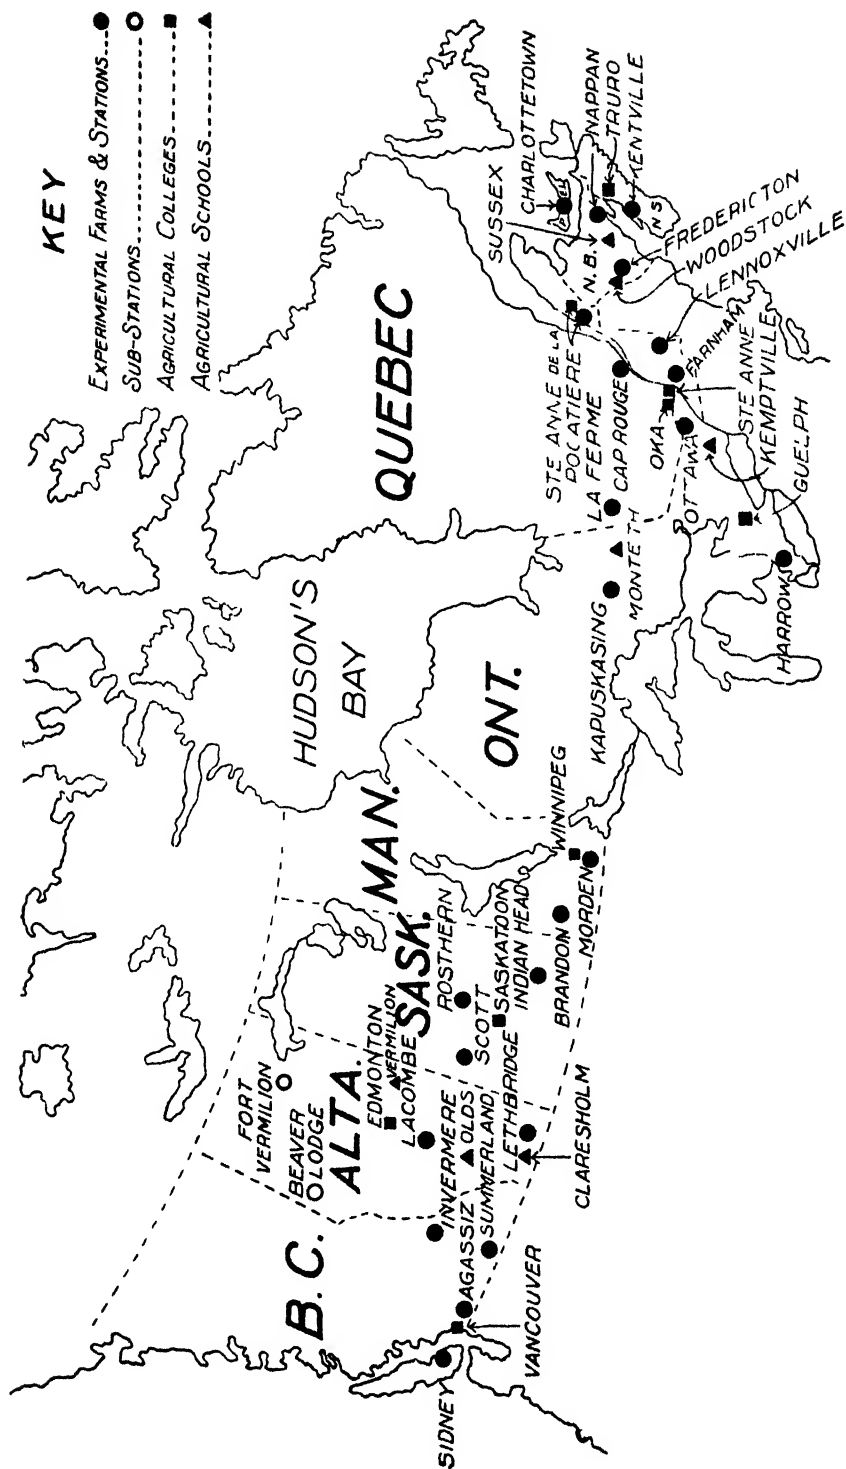 KEY
EXPERIMENTAL FARMS & STATIONS
SUB-STATIONS
AGRICULTURAL COLLEGES
AGRICULTURAL SCHOOLS
HUDSON'S
BAY
QUEBEC
ONT.
MAN.
SASK.
ALTA.
B.C.
FORT
VERMILION
BEAVER
LODGE
EDMONTON
VERMILION
LACOMBE
ROSTHERN
SCOTT
SASKATOON
INDIAN HEAD
INVERMERE
OLDS
AGASSIZ
SUMMERLAND
LETHBRIDGE
CLARESHOLM
VANCOUVER
SIDNEY
BRANDON
MORDEN
WINNIPEG
KAPUSKASING
MONTETH
LA FERME
CAP ROUGE
STE ANNE DE LA
POCATIERE
OKA
OTTAWA
HARROW
GUELPH
KEMPTVILLE
STE ANNE
FARNHAM
LENNOXVILLE
WOODSTOCK
FREDERICTON
N.B.
N S
SUSSEX
CHARLOTTETOWN
NAPPAN
TRURO
KENTVILLE